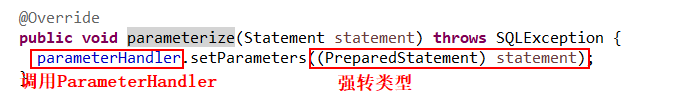 @Override
public void parameterize(Statement statement) throws SQLException {
parameterHandler.setParameters((PreparedStatement) statement);
调用ParameterHandler 强转类型